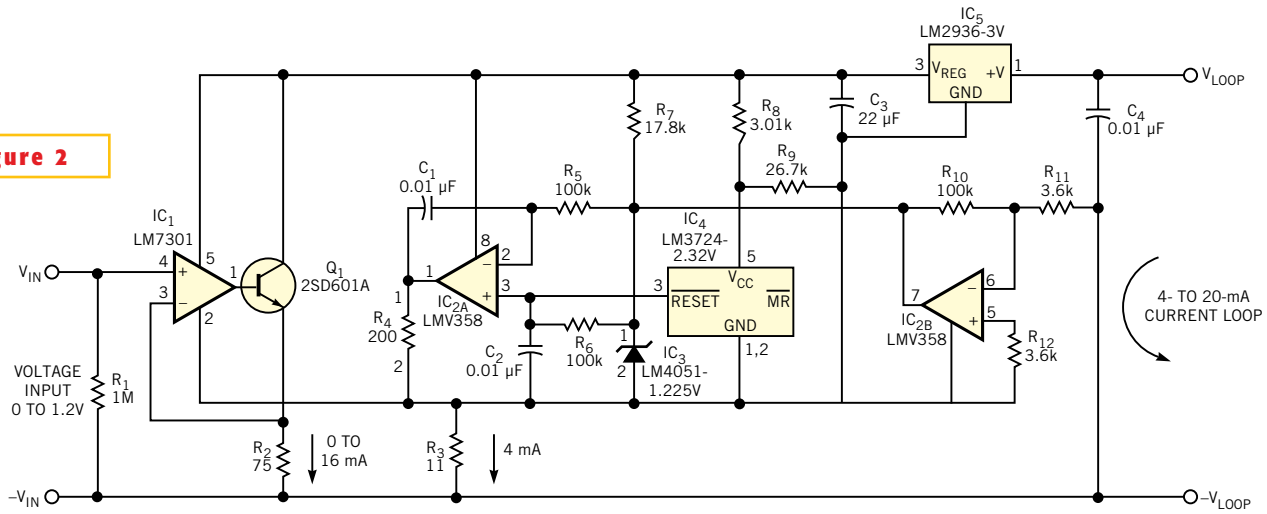 gure 2
IC1
LM7301
VIN
4
+
5
3
−
2
1
Q1
2SD601A
VOLTAGE
INPUT
0 TO 1.2V
R1
1M
R2
75
0 TO
16 mA
−VIN
C1
0.01 µF
R5
100k
8
2
−
3
+
1
IC2A
LMV358
1
R4
200
2
C2
0.01 µF
R6
100k
R3
11
4 mA
R7
17.8k
R8
3.01k
R9
26.7k
C3
22 µF
IC5
LM2936-3V
3
VREG
+V
1
GND
VLOOP
C4
0.01 µF
IC4
LM3724-
2.32V
5
VCC
3
RESET
MR
GND
1,2
1
2
IC3
LM4051-
1.225V
R10
100k
R11
3.6k
7
−
6
+
5
IC2B
LMV358
R12
3.6k
4- TO 20-mA
CURRENT LOOP
−VLOOP